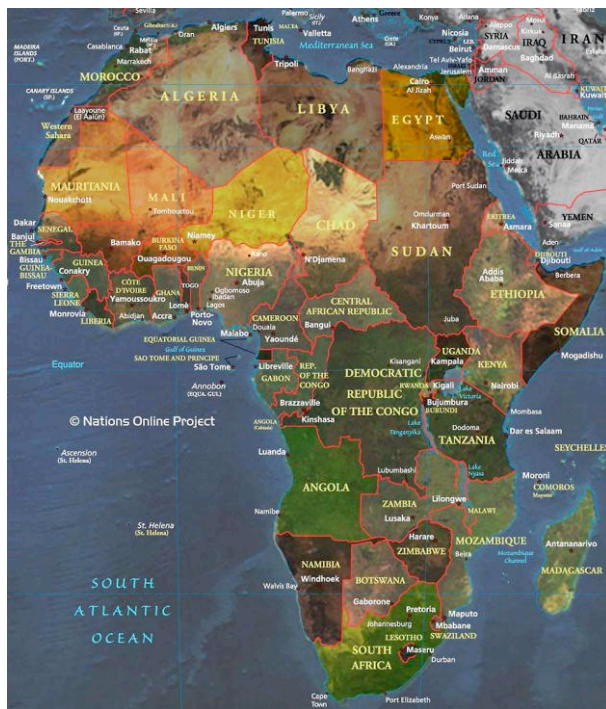 Palermo
Sicily
(IT.)
Athens
Greece
Konya
Adana
Aleppo
Mosul
Tabriz
Ceuta
(SP.)
Gibraltar
Oran
Algiers
Tunis
MALTA
Valletta
Nicosia
SYRIA
Kirkuk
IRAN
MADEIRA
ISLANDS
(PORT.)
Casablanca
Rabat
Marrakech
TUNISIA
Mediterranean Sea
Beirut
Damascus
IRAQ
Baghdad
Tel Aviv-Yafo
Jerusalem
Amman
JORDAN
MOROCCO
Tripoli
Banghazi
Alexandria
Cairo
Al Jizah
Al Basrah
CANARY ISLANDS
(SP.)
ALGERIA
LIBYA
EGYPT
KUWAIT
Kuwait
Laayoune
(El Aaiún)
Western
Sahara
Aswan
SAUDI
ARABIA
Riyadh
BAHRAIN
Manama
QATAR
Red
Sea
Jiddah
Mecca
MAURITANIA
Nouakchott
MALI
Tombouctou
NIGER
CHAD
SUDAN
Port Sudan
Omdurman
Khartoum
ERITREA
Asmara
YEMEN
Sanaa
Aden
Gulf of Aden
Dakar
SENEGAL
Banjul
THE
GAMBIA
Bissau
GUINEA-
BISSAU
Bamako
BURKINA
FASO
Ouagadougou
Niamey
Kano
N'Djamena
DJIBOUTI
Djibouti
Berbera
GUINEA
Conakry
Freetown
SIERRA
LEONE
Monrovia
LIBERIA
CÔTE
D'IVOIRE
Yamoussoukro
Abidjan
GHANA
Accra
TOGO
Lomè
BENIN
Porto-
Novo
NIGERIA
Abuja
Ogbomoso
Ibadan
Lagos
Addis
Ababa
ETHIOPIA
CENTRAL
AFRICAN REPUBLIC
Bangui
CAMEROON
Douala
Yaoundé
Malabo
EQUATORIAL GUINEA
Gulf of Guinea
SAO TOME AND PRINCIPE
São Tome
Juba
SOMALIA
Mogadishu
Equator
Annobon
(EQUA. GUI.)
Libreville
GABON
REP.
OF THE
CONGO
Brazzaville
Kinshasa
Kisangani
DEMOCRATIC
REPUBLIC
OF THE CONGO
UGANDA
Kampala
KENYA
Nairobi
RWANDA
Kigali
Lake
Victoria
Bujumbura
BURUNDI
Mombasa
© Nations Online Project
ANGOLA
(Cabinda)
Luanda
Lake
Tanganyika
Dodoma
TANZANIA
Dar es Salaam
SEYCHELLES
Ascension
(St. Helena)
ANGOLA
Lubumbashi
Lake
Nyasa
Moroni
COMOROS
Namibe
ZAMBIA
Lusaka
Lilongwe
MALAWI
St. Helena
(St. Helena)
Harare
ZIMBABWE
MOZAMBIQUE
Beira
Mozambique
Channel
Antananarivo
MADAGASCAR
NAMIBIA
Windhoek
Walvis Bay
BOTSWANA
Gaborone
SOUTH
ATLANTIC
OCEAN
Pretoria
Johannesburg
Maputo
Mbabane
SWAZILAND
LESOTHO
Maseru
SOUTH
AFRICA
Durban
Cape
Town
Port Elizabeth